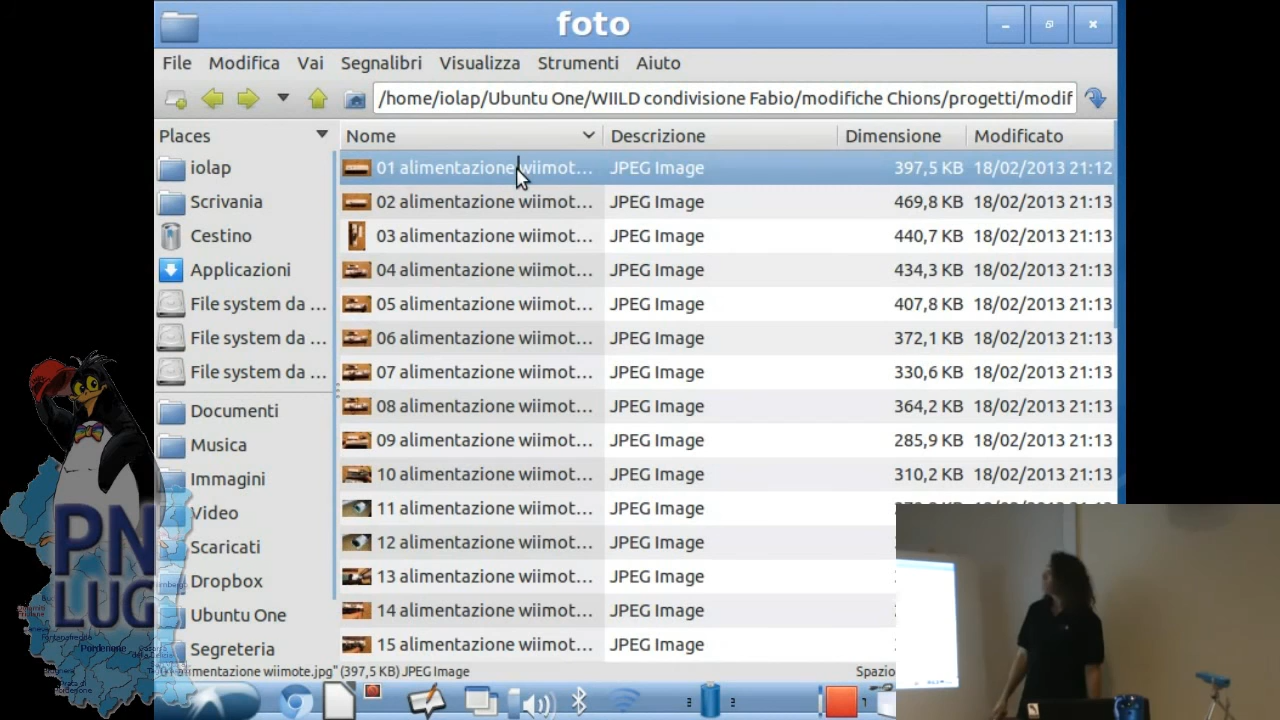 foto
File Modifica Vai Segnalibri Visualizza Strumenti Aiuto
/home/iolap/Ubuntu One/WIILD condivisione Fabio/modifiche Chions/progetti/modif
Places
iolap
Scrivania
Cestino
Applicazioni
File system da ...
File system da ...
File system da ...
Documenti
Musica
Immagini
Video
Scaricati
Dropbox
Ubuntu One
Segreteria
Nome Descrizione Dimensione Modificato
01 alimentazione wiimot... JPEG Image 397,5 KB 18/02/2013 21:12
02 alimentazione wiimot... JPEG Image 469,8 KB 18/02/2013 21:13
03 alimentazione wiimot... JPEG Image 440,7 KB 18/02/2013 21:13
04 alimentazione wiimot... JPEG Image 434,3 KB 18/02/2013 21:13
05 alimentazione wiimot... JPEG Image 407,8 KB 18/02/2013 21:13
06 alimentazione wiimot... JPEG Image 372,1 KB 18/02/2013 21:13
07 alimentazione wiimot... JPEG Image 330,6 KB 18/02/2013 21:13
08 alimentazione wiimot... JPEG Image 364,2 KB 18/02/2013 21:13
09 alimentazione wiimot... JPEG Image 285,9 KB 18/02/2013 21:13
10 alimentazione wiimot... JPEG Image 310,2 KB 18/02/2013 21:13
11 alimentazione wiimot... JPEG Image
12 alimentazione wiimot... JPEG Image
13 alimentazione wiimot... JPEG Image
14 alimentazione wiimot... JPEG Image
15 alimentazione wiimot... JPEG Image
alimentazione wiimote.jpg" (397,5 KB) JPEG Image Spazio
PN
LUG
Pordenone